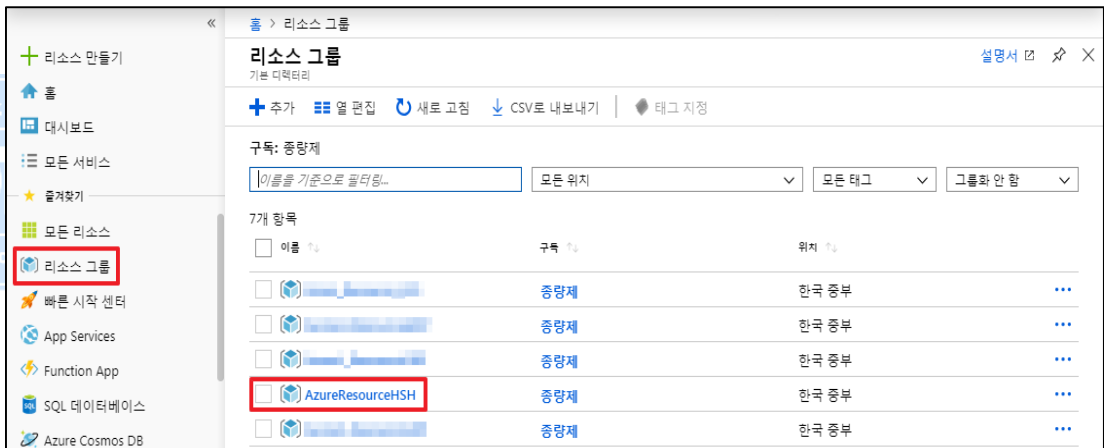 «
홈 > 리소스 그룹
리소스 만들기
홈
대시보드
모든 서비스
즐겨찾기
모든 리소스
리소스 그룹
빠른 시작 센터
App Services
Function App
SQL 데이터베이스
Azure Cosmos DB
리소스 그룹
기본 디렉터리
설명서
추가 열 편집 새로 고침 CSV로 내보내기 태그 지정
구독: 종량제
이름을 기준으로 필터링... 모든 위치 모든 태그 그룹화 안 함
7개 항목
이름 구독 위치
종량제 한국 중부
종량제 한국 중부
종량제 한국 중부
AzureResourceHSH 종량제 한국 중부
종량제 한국 중부